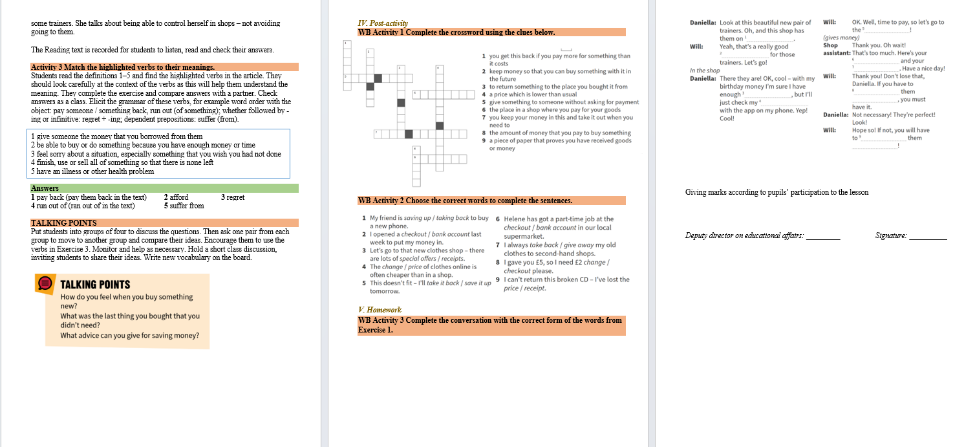 some trainers. She talks about being able to control herself in shops – not avoiding
going to them.
The Reading text is recorded for students to listen, read and check their answers.
Activity 3 Match the highlighted verbs to their meanings.
Students read the definitions 1–5 and find the highlighted verbs in the article. They
should look carefully at the context of the verbs as this will help them understand the
meaning. They complete the exercise and compare answers with a partner. Check
answers as a class. Elicit the grammar of these verbs, for example word order with the
object: pay someone / something back, run out (of something); whether followed by -
ing or infinitive: regret + -ing; dependent prepositions: suffer (from).
1 give someone the money that you borrowed from them
2 be able to buy or do something because you have enough money or time
3 feel sorry about a situation, especially something that you wish you had not done
4 finish, use or sell all of something so that there is none left
5 have an illness or other health problem
Answers
1 pay back (pay them back in the text) 2 afford 3 regret
4 run out of (ran out of in the text) 5 suffer from
TALKING POINTS
Put students into groups of four to discuss the questions. Then ask one pair from each
group to move to another group and compare their ideas. Encourage them to use the
verbs in Exercise 3. Monitor and help as necessary. Hold a short class discussion,
inviting students to share their ideas. Write new vocabulary on the board.
TALKING POINTS
How do you feel when you buy something
new?
What was the last thing you bought that you
didn't need?
What advice can you give for saving money?
IV. Post-activity
WB Activity 1 Complete the crossword using the clues below.
1 you get this back if you pay more for something than
it costs
2 keep money so that you can buy something with it in
the future
3 to return something to the place you bought it from
4 a price which is lower than usual
5 give something to someone without asking for payment
6 the place in a shop where you pay for your goods
7 you keep your money in this and take it out when you
need to
8 the amount of money that you pay to buy something
9 a piece of paper that proves you have received goods
or money
WB Activity 2 Choose the correct words to complete the sentences.
1 My friend is saving up / taking back to buy
a new phone.
2 I opened a checkout / bank account last
week to put my money in.
3 Let's go to that new clothes shop – there
are lots of special offers / receipts.
4 The change / price of clothes online is
often cheaper than in a shop.
5 This doesn't fit – I'll take it back / save it up
tomorrow.
6 Helene has got a part-time job at the
checkout / bank account in our local
supermarket.
7 I always take back / give away my old
clothes to second-hand shops.
8 I gave you £5, so I need £2 change /
checkout please.
9 I can't return this broken CD – I've lost the
price / receipt.
V. Homework
WB Activity 3 Complete the conversation with the correct form of the words from
Exercise 1.
Daniella: Look at this beautiful new pair of
trainers. Oh, and this shop has
them on ¹__________.
Will: Yeah, that's a really good
²__________ for those
trainers. Let's go!
In the shop
Daniella: There they are! OK, cool – with my
birthday money I'm sure I have
enough ³__________, but I'll
just check my ⁴__________
with the app on my phone. Yep!
Cool!
Will: OK. Well, time to pay, so let's go to
the ⁵__________!
(gives money)
Shop Thank you. Oh wait!
assistant: That's too much. Here's your
⁶__________ and your
⁷__________. Have a nice day!
Will: Thank you! Don't lose that,
Daniella. If you have to
⁸__________ them
__________, you must
have it.
Daniella: Not necessary! They're perfect!
Look!
Will: Hope so! If not, you will have
to ⁹__________ them
__________!
Giving marks according to pupils' participation to the lesson
Deputy director on educational affairs: ________ Signature: ________